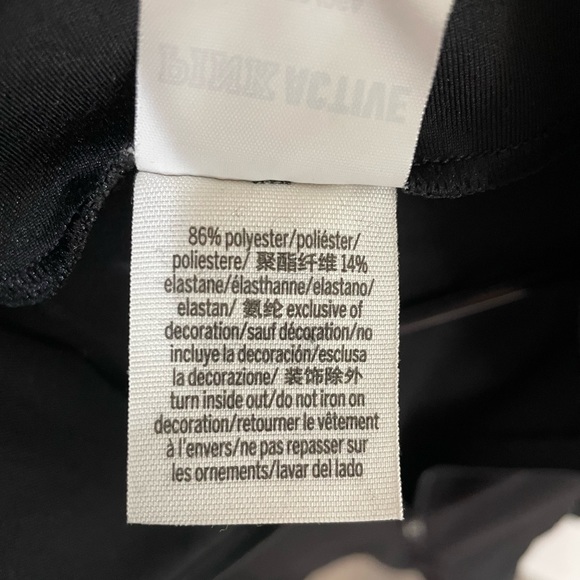 PINK ACTIVE
86% polyester/poliéster/
poliestere/ 聚酯纤维 14%
elastane/élasthanne/elastano/
elastan/ 氨纶 exclusive of
decoration/sauf décoration/no
incluye la decoración/esclusa
la decorazione/ 装饰除外
turn inside out/do not iron on
decoration/retourner le vêtement
à l'envers/ne pas repasser sur
les ornements/lavar del lado